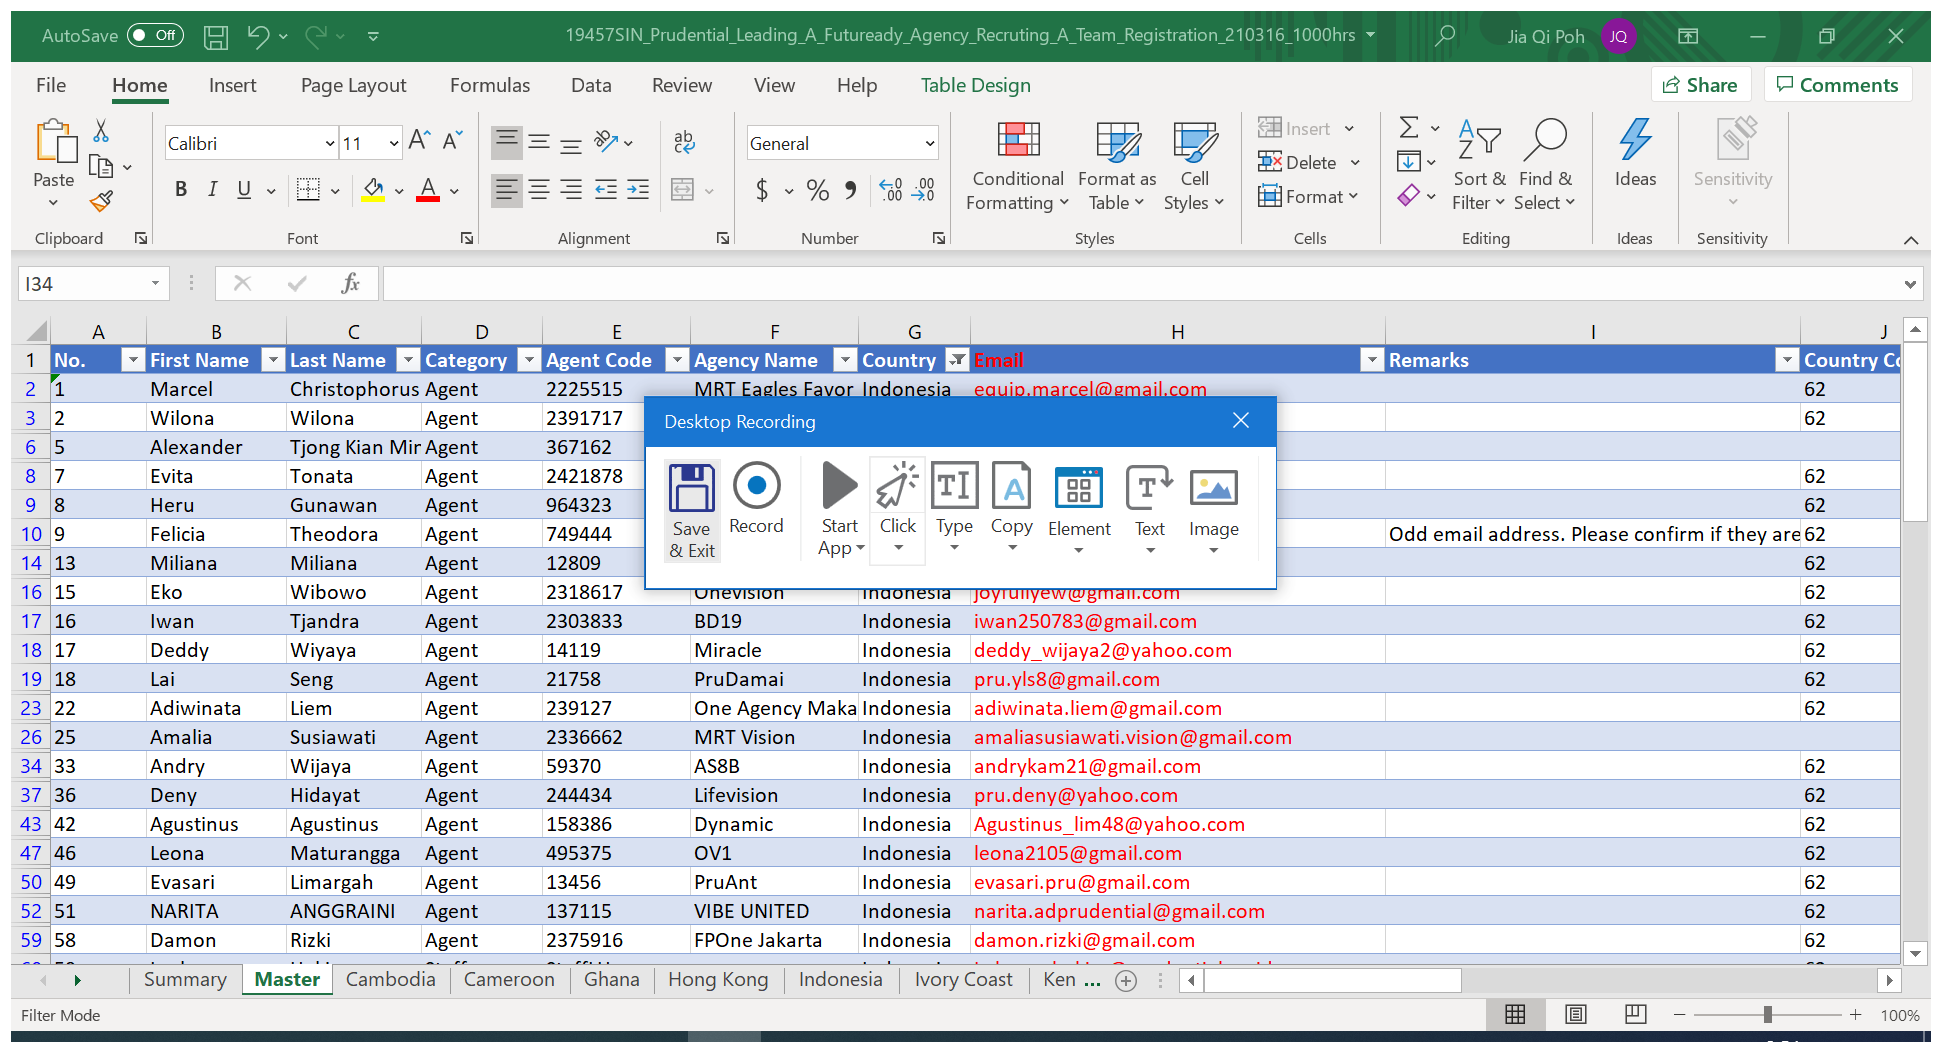 AutoSave Off 19457SIN_Prudential_Leading_A_Futuready_Agency_Recruting_A_Team_Registration_210316_1000hrs Jia Qi Poh JQ
File Home Insert Page Layout Formulas Data Review View Help Table Design Share Comments
Calibri 11 General Insert
Delete
Paste Conditional Format as Cell Sort & Find & Ideas Sensitivity
B I U $ % Format
Formatting Table Styles Filter Select
Clipboard Font Alignment Number Styles Cells Editing Ideas Sensitivity
I34 fx
A B C D E F G H I J
1 No. First Name Last Name Category Agent Code Agency Name Country Email Remarks Country Co
2 1 Marcel Christophorus Agent 2225515 MRT Eagles Favor Indonesia equip.marcel@gmail.com 62
3 2 Wilona Wilona Agent 2391717 62
6 5 Alexander Tjong Kian Mir Agent 367162
8 7 Evita Tonata Agent 2421878 62
9 8 Heru Gunawan Agent 964323 62
10 9 Felicia Theodora Agent 749444 Odd email address. Please confirm if they are 62
14 13 Miliana Miliana Agent 12809 62
16 15 Eko Wibowo Agent 2318617 Onevision Indonesia joyfullyew@gmail.com 62
17 16 Iwan Tjandra Agent 2303833 BD19 Indonesia iwan250783@gmail.com 62
18 17 Deddy Wiyaya Agent 14119 Miracle Indonesia deddy_wijaya2@yahoo.com 62
19 18 Lai Seng Agent 21758 PruDamai Indonesia pru.yls8@gmail.com 62
23 22 Adiwinata Liem Agent 239127 One Agency Maka Indonesia adiwinata.liem@gmail.com 62
26 25 Amalia Susiawati Agent 2336662 MRT Vision Indonesia amaliasusiawati.vision@gmail.com
34 33 Andry Wijaya Agent 59370 AS8B Indonesia andrykam21@gmail.com 62
37 36 Deny Hidayat Agent 244434 Lifevision Indonesia pru.deny@yahoo.com 62
43 42 Agustinus Agustinus Agent 158386 Dynamic Indonesia Agustinus_lim48@yahoo.com 62
47 46 Leona Maturangga Agent 495375 OV1 Indonesia leona2105@gmail.com 62
50 49 Evasari Limargah Agent 13456 PruAnt Indonesia evasari.pru@gmail.com 62
52 51 NARITA ANGGRAINI Agent 137115 VIBE UNITED Indonesia narita.adprudential@gmail.com 62
59 58 Damon Rizki Agent 2375916 FPOne Jakarta Indonesia damon.rizki@gmail.com 62
Desktop Recording
Save & Exit Record Start App Click Type Copy Element Text Image
Summary Master Cambodia Cameroon Ghana Hong Kong Indonesia Ivory Coast Ken ...
Filter Mode 100%